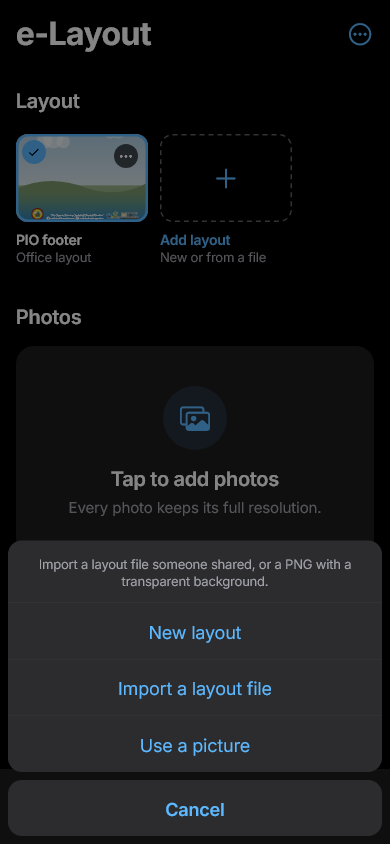 e-Layout
Layout
PIO footer
Office layout
Add layout
New or from a file
Photos
Tap to add photos
Every photo keeps its full resolution.
Import a layout file someone shared, or a PNG with a
transparent background.
New layout
Import a layout file
Use a picture
Cancel